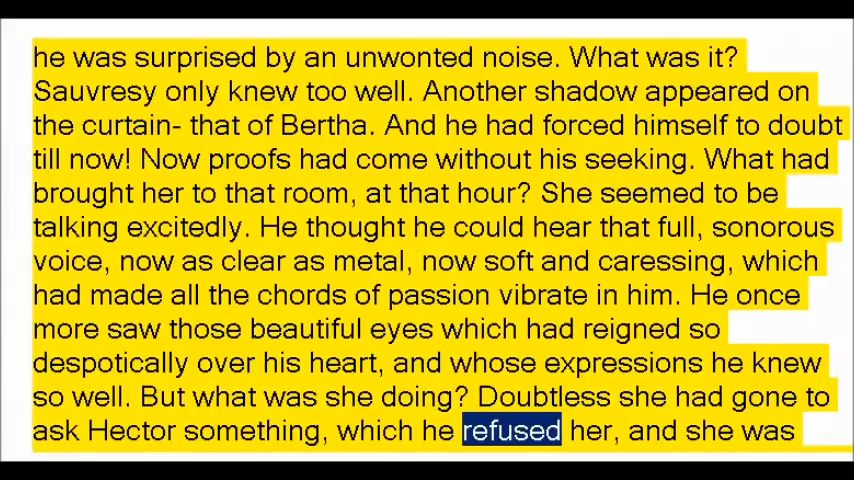 he was surprised by an unwonted noise. What was it?
Sauvresy only knew too well. Another shadow appeared on
the curtain- that of Bertha. And he had forced himself to doubt
till now! Now proofs had come without his seeking. What had
brought her to that room, at that hour? She seemed to be
talking excitedly. He thought he could hear that full, sonorous
voice, now as clear as metal, now soft and caressing, which
had made all the chords of passion vibrate in him. He once
more saw those beautiful eyes which had reigned so
despotically over his heart, and whose expressions he knew
so well. But what was she doing? Doubtless she had gone to
ask Hector something, which he refused her, and she was